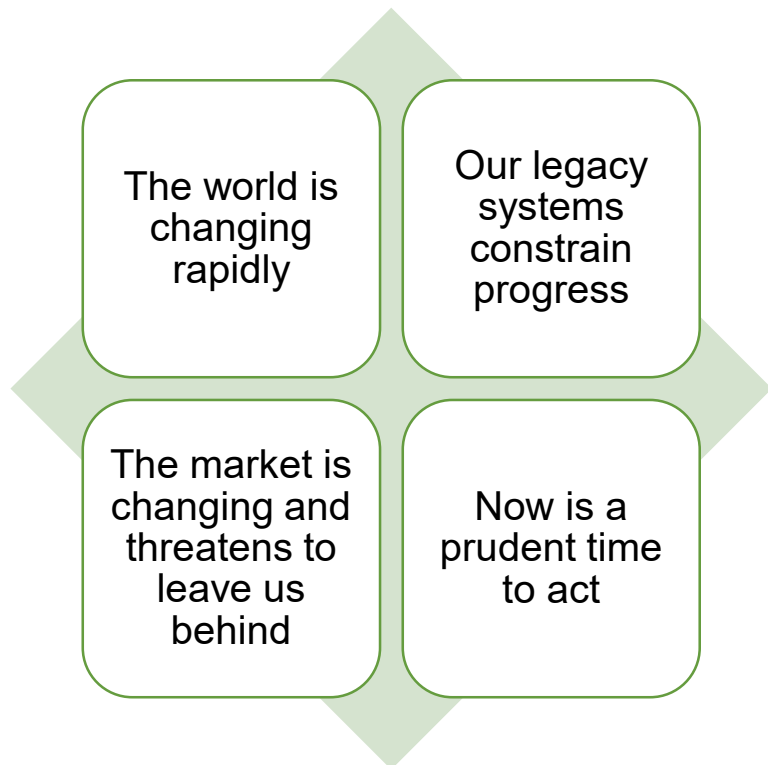 The world is
changing
rapidly
Our legacy
systems
constrain
progress
The market is
changing and
threatens to
leave us
behind
Now is a
prudent time
to act